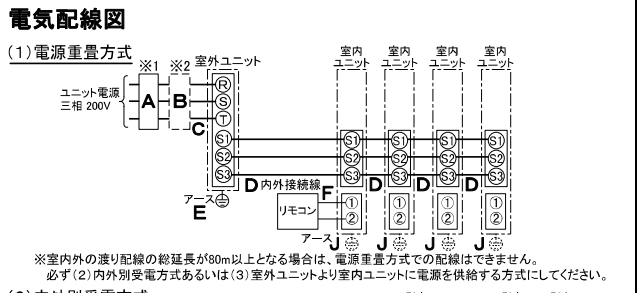 電気配線図
(1)電源重畳方式
※1 ※2 室外ユニット
室内 室内 室内 室内
ユニット ユニット ユニット ユニット
ユニット電源
三相 200V
A B C
R
S
T
S1 S1 S1 S1 S1
S2 S2 S2 S2 S2
S3 S3 S3 S3 S3
D 内外接続線 D D D
アース E
F
リモコン
① ① ① ①
② ② ② ②
アース J J J J
※室内外の渡り配線の総延長が80m以上となる場合は、電源重畳方式での配線はできません。
必ず(2)内外別受電方式あるいは(3)室外ユニットより室内ユニットに電源を供給する方式にしてください。